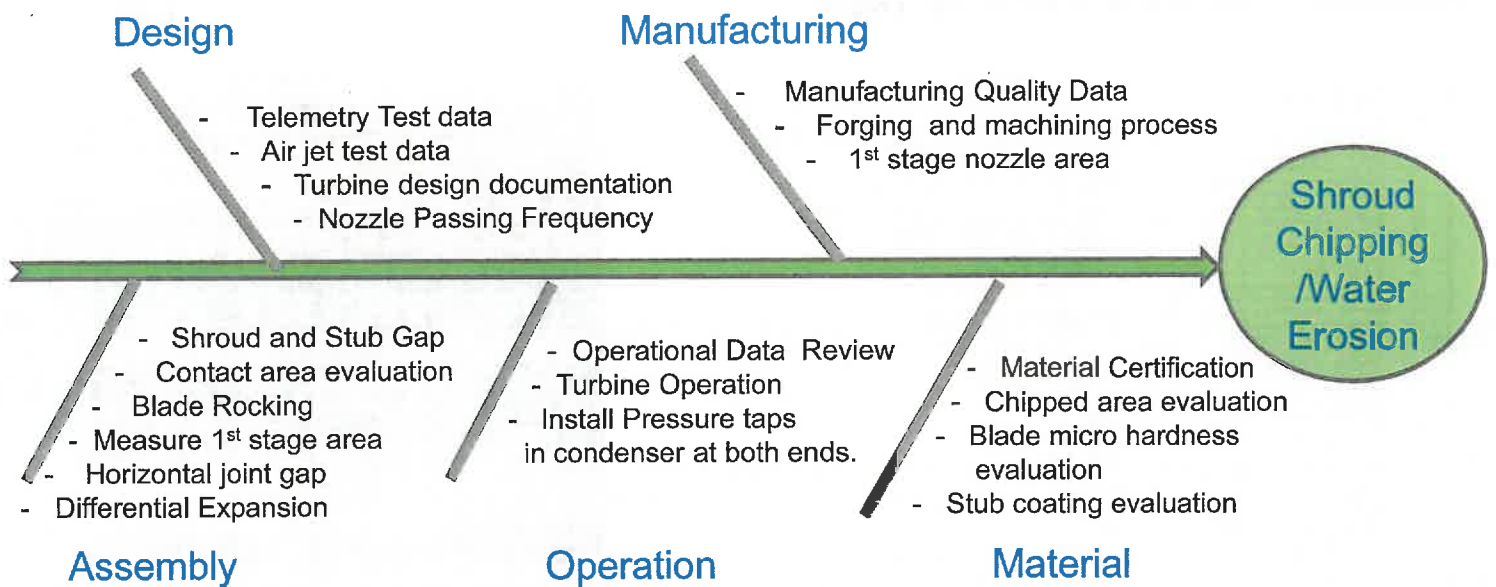 Design
- Telemetry Test data
- Air jet test data
- Turbine design documentation
- Nozzle Passing Frequency
Manufacturing
- Manufacturing Quality Data
- Forging and machining process
- 1st stage nozzle area
Shroud
Chipping
/Water
Erosion
- Shroud and Stub Gap
- Contact area evaluation
- Blade Rocking
- Measure 1st stage area
- Horizontal joint gap
- Differential Expansion
Assembly
- Operational Data Review
- Turbine Operation
- Install Pressure taps
in condenser at both ends.
Operation
- Material Certification
- Chipped area evaluation
- Blade micro hardness
evaluation
- Stub coating evaluation
Material